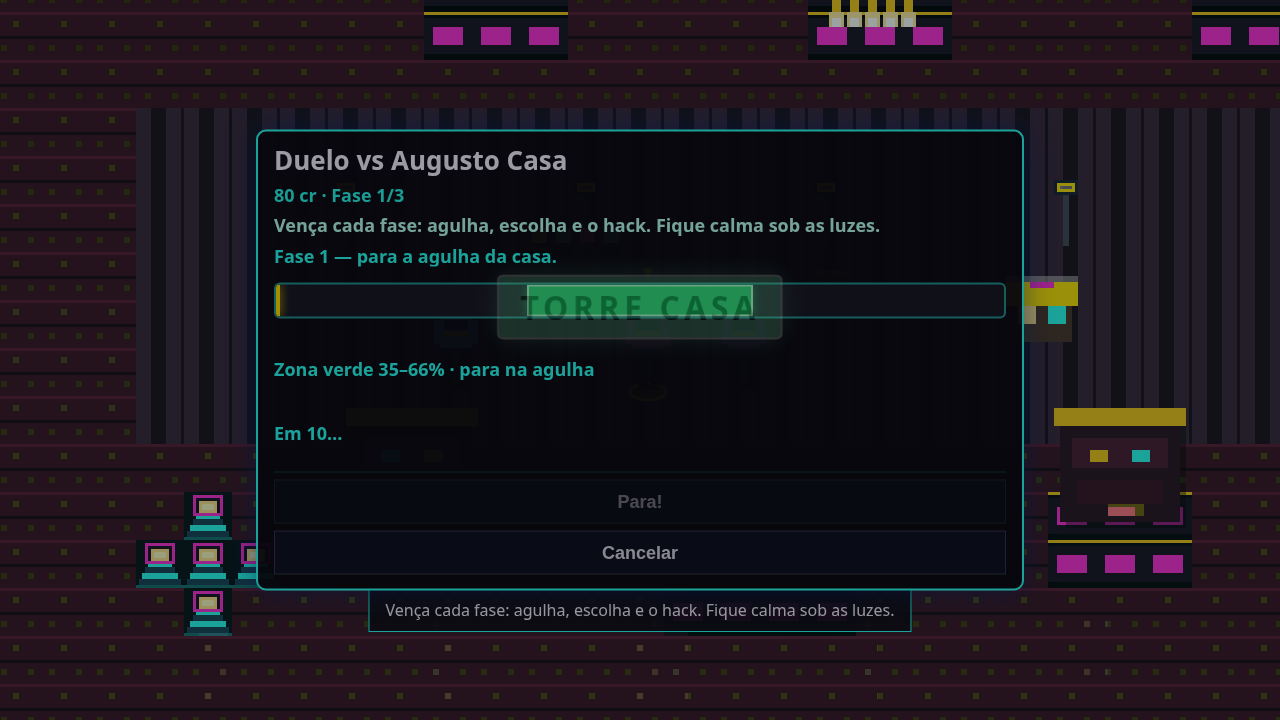 Duelo vs Augusto Casa
80 cr · Fase 1/3
Vença cada fase: agulha, escolha e o hack. Fique calma sob as luzes.
Fase 1 — para a agulha da casa.
TORRE CASA
Zona verde 35–66% · para na agulha
Em 10...
Para!
Cancelar
Vença cada fase: agulha, escolha e o hack. Fique calma sob as luzes.